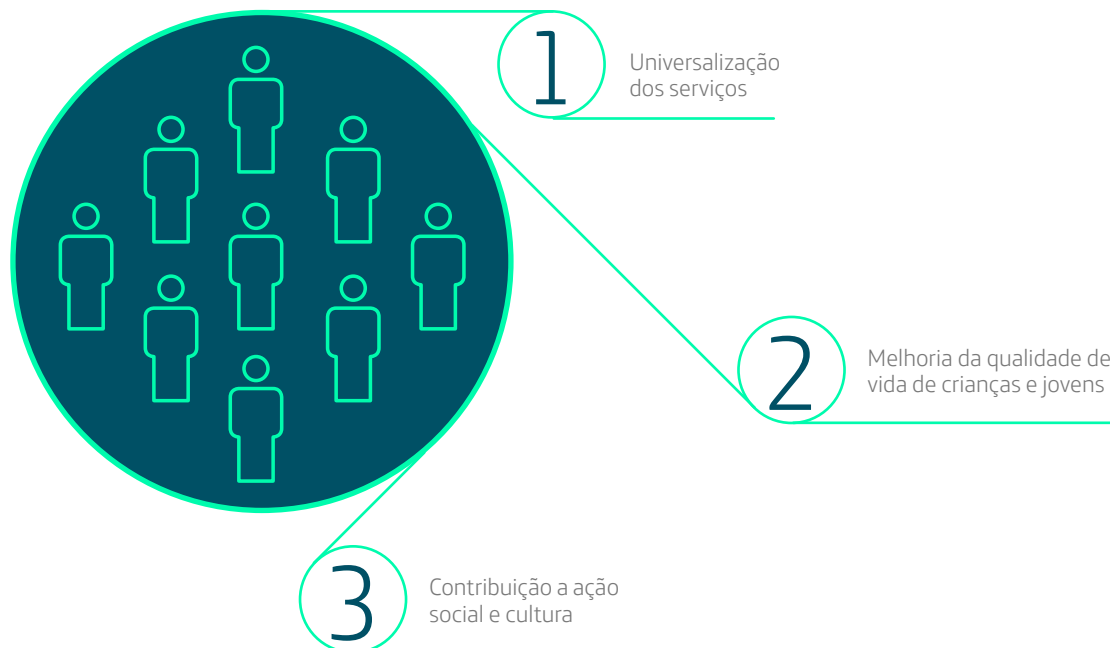 1
Universalização
dos serviços
2
Melhoria da qualidade de
vida de crianças e jovens
3
Contribuição a ação
social e cultura